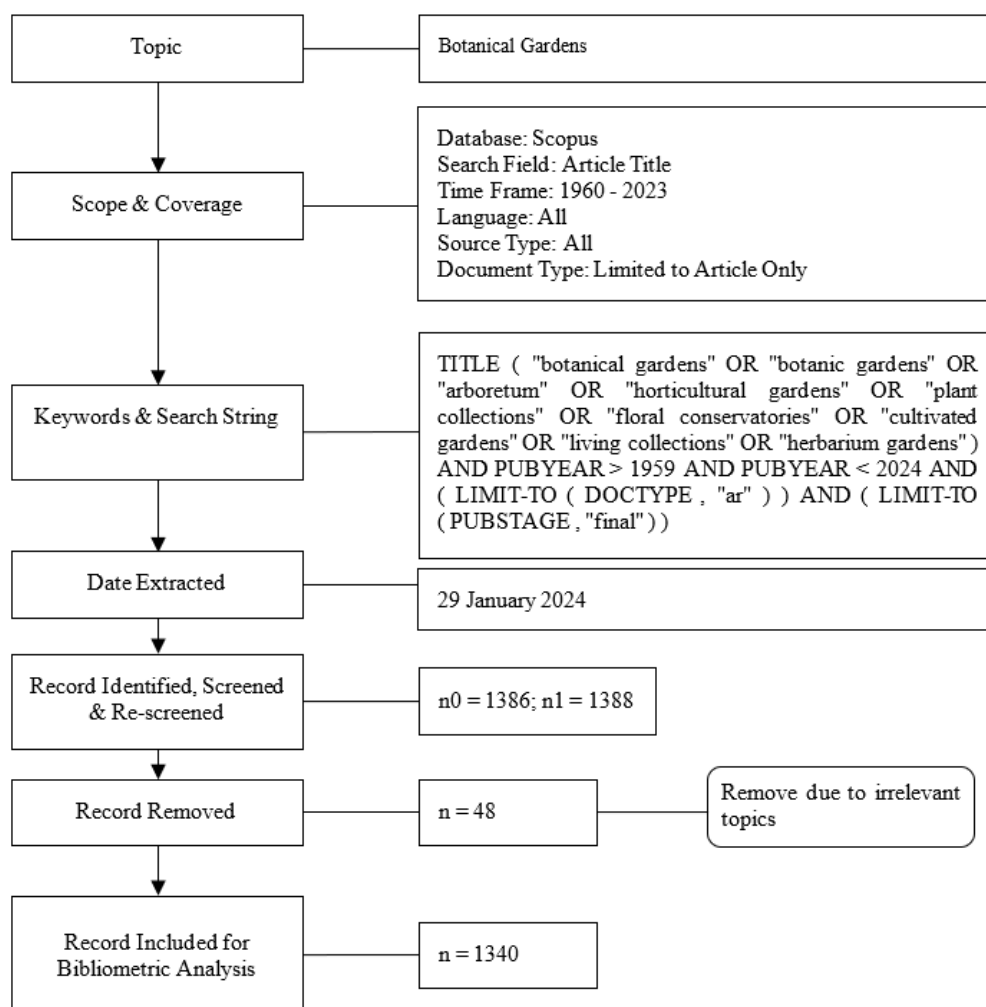 Topic
Botanical Gardens
Scope & Coverage
Database: Scopus
Search Field: Article Title
Time Frame: 1960 - 2023
Language: All
Source Type: All
Document Type: Limited to Article Only
Keywords & Search String
TITLE ( "botanical gardens" OR "botanic gardens" OR
"arboretum" OR "horticultural gardens" OR "plant
collections" OR "floral conservatories" OR "cultivated
gardens" OR "living collections" OR "herbarium gardens" )
AND PUBYEAR > 1959 AND PUBYEAR < 2024 AND
( LIMIT-TO ( DOCTYPE , "ar" ) ) AND ( LIMIT-TO
( PUBSTAGE , "final" ) )
Date Extracted
29 January 2024
Record Identified, Screened
& Re-screened
n0 = 1386; n1 = 1388
Record Removed
n = 48
Remove due to irrelevant
topics
Record Included for
Bibliometric Analysis
n = 1340